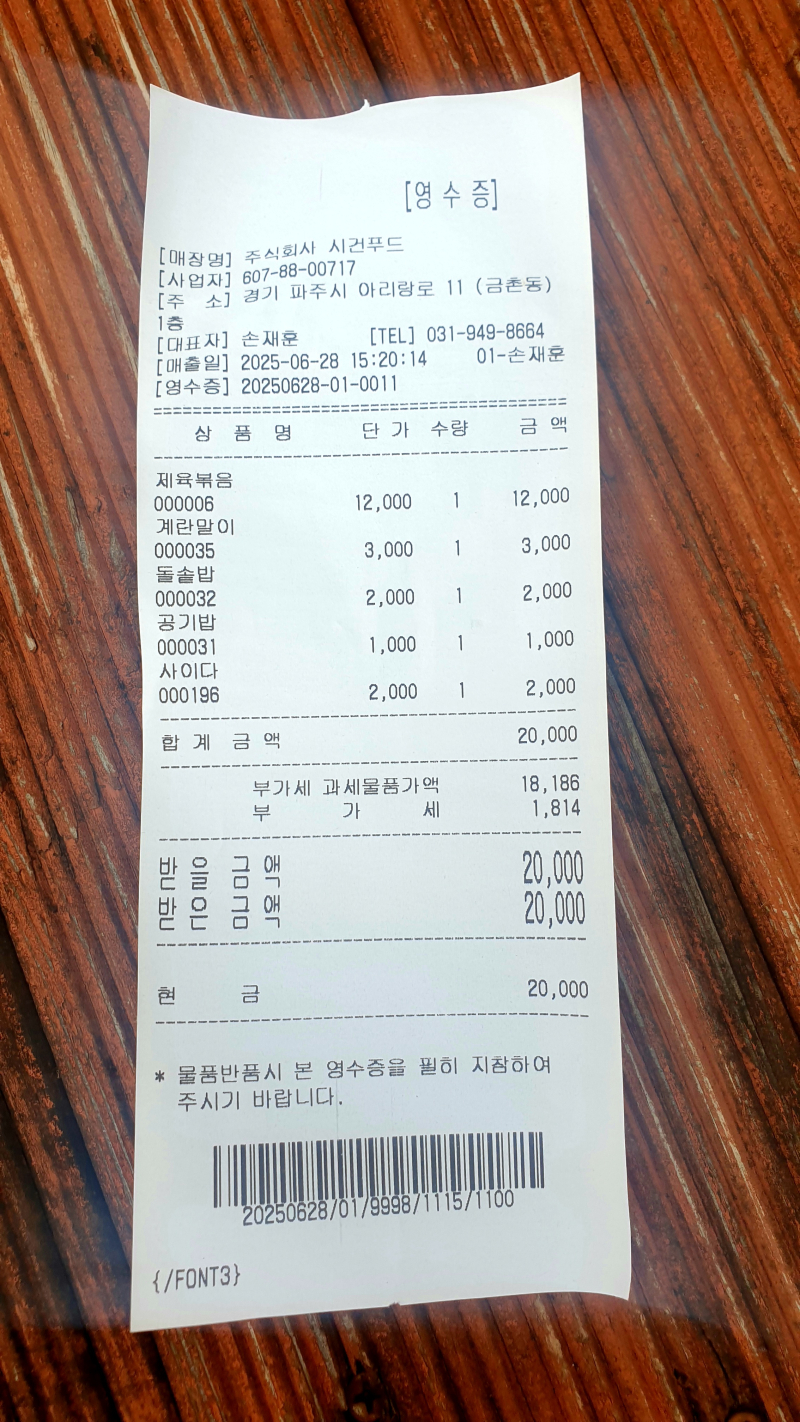 [영 수 증]
[매장명] 주식회사 시건푸드
[사업자] 607-88-00717
[주 소] 경기 파주시 아리랑로 11 (금촌동)
1층
[대표자] 손재훈 [TEL] 031-949-8664
[매출일] 2025-06-28 15:20:14 01-손재훈
[영수증] 20250628-01-0011
상 품 명 단 가 수량 금 액
제육볶음
000006 12,000 1 12,000
계란말이
000035 3,000 1 3,000
돌솥밥
000032 2,000 1 2,000
공기밥
000031 1,000 1 1,000
사이다
000196 2,000 1 2,000
합 계 금 액 20,000
부가세 과세물품가액 18,186
부 가 세 1,814
받 을 금 액 20,000
받 은 금 액 20,000
현 금 20,000
* 물품반품시 본 영수증을 필히 지참하여
주시기 바랍니다.
20250628/01/9998/1115/1100
{/FONT3}